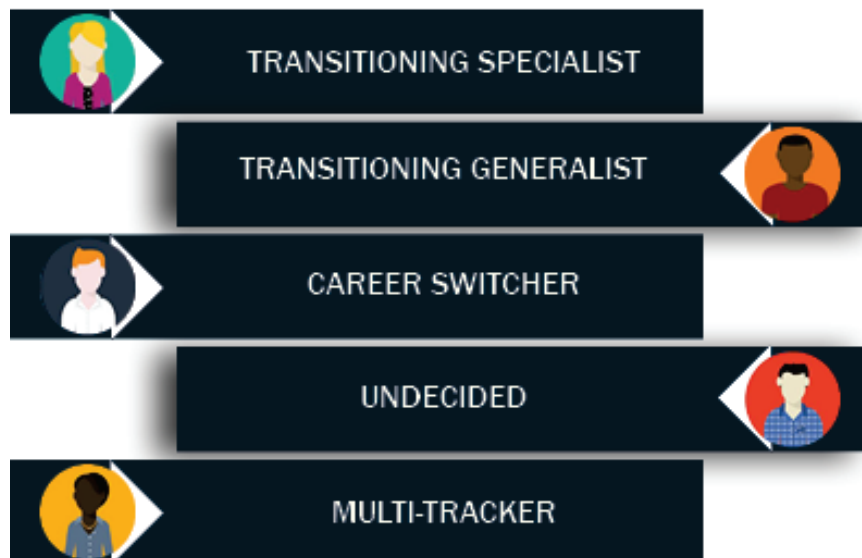 TRANSITIONING SPECIALIST
TRANSITIONING GENERALIST
CAREER SWITCHER
UNDECIDED
MULTI-TRACKER